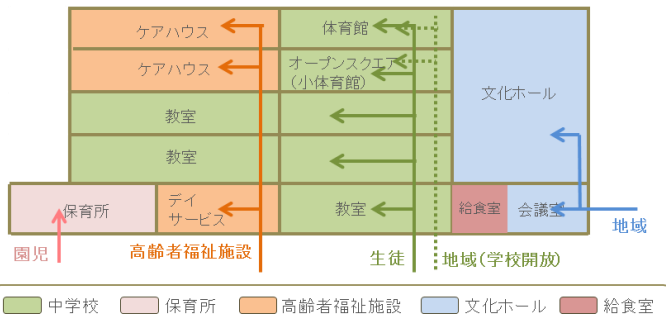 ケアハウス
体育館
ケアハウス
オープンスクエア
(小体育館)
文化ホール
教室
教室
保育所
デイ
サービス
教室
給食室
会議室
園児
高齢者福祉施設
生徒
地域(学校開放)
地域
中学校
保育所
高齢者福祉施設
文化ホール
給食室